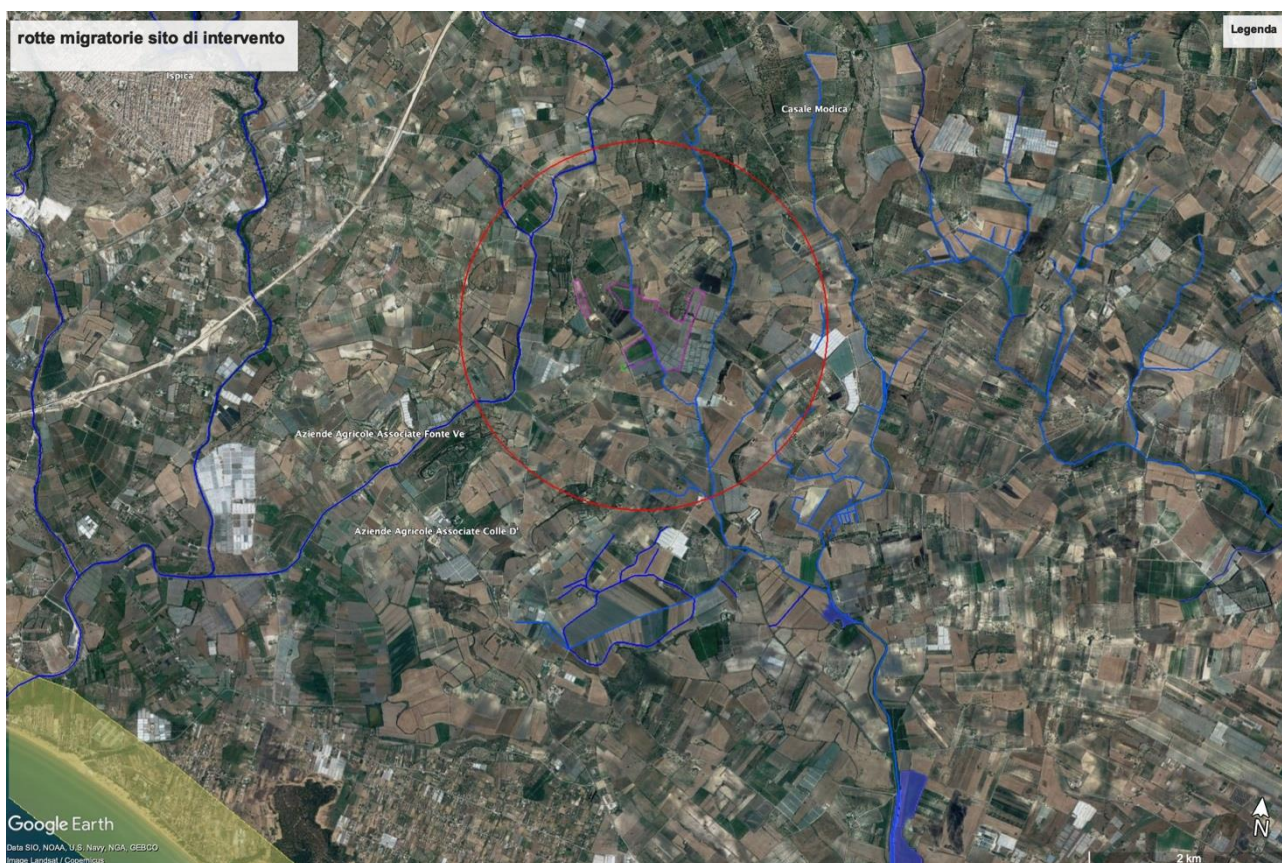 rotte migratorie sito di intervento
Legenda
Ispica
Casale Modica
Aziende Agricole Associate Fonte Ve
Aziende Agricole Associate Colle D'
Google Earth
Data SIO, NOAA, U.S. Navy, NGA, GEBCO
Image Landsat / Copernicus
N
2 km